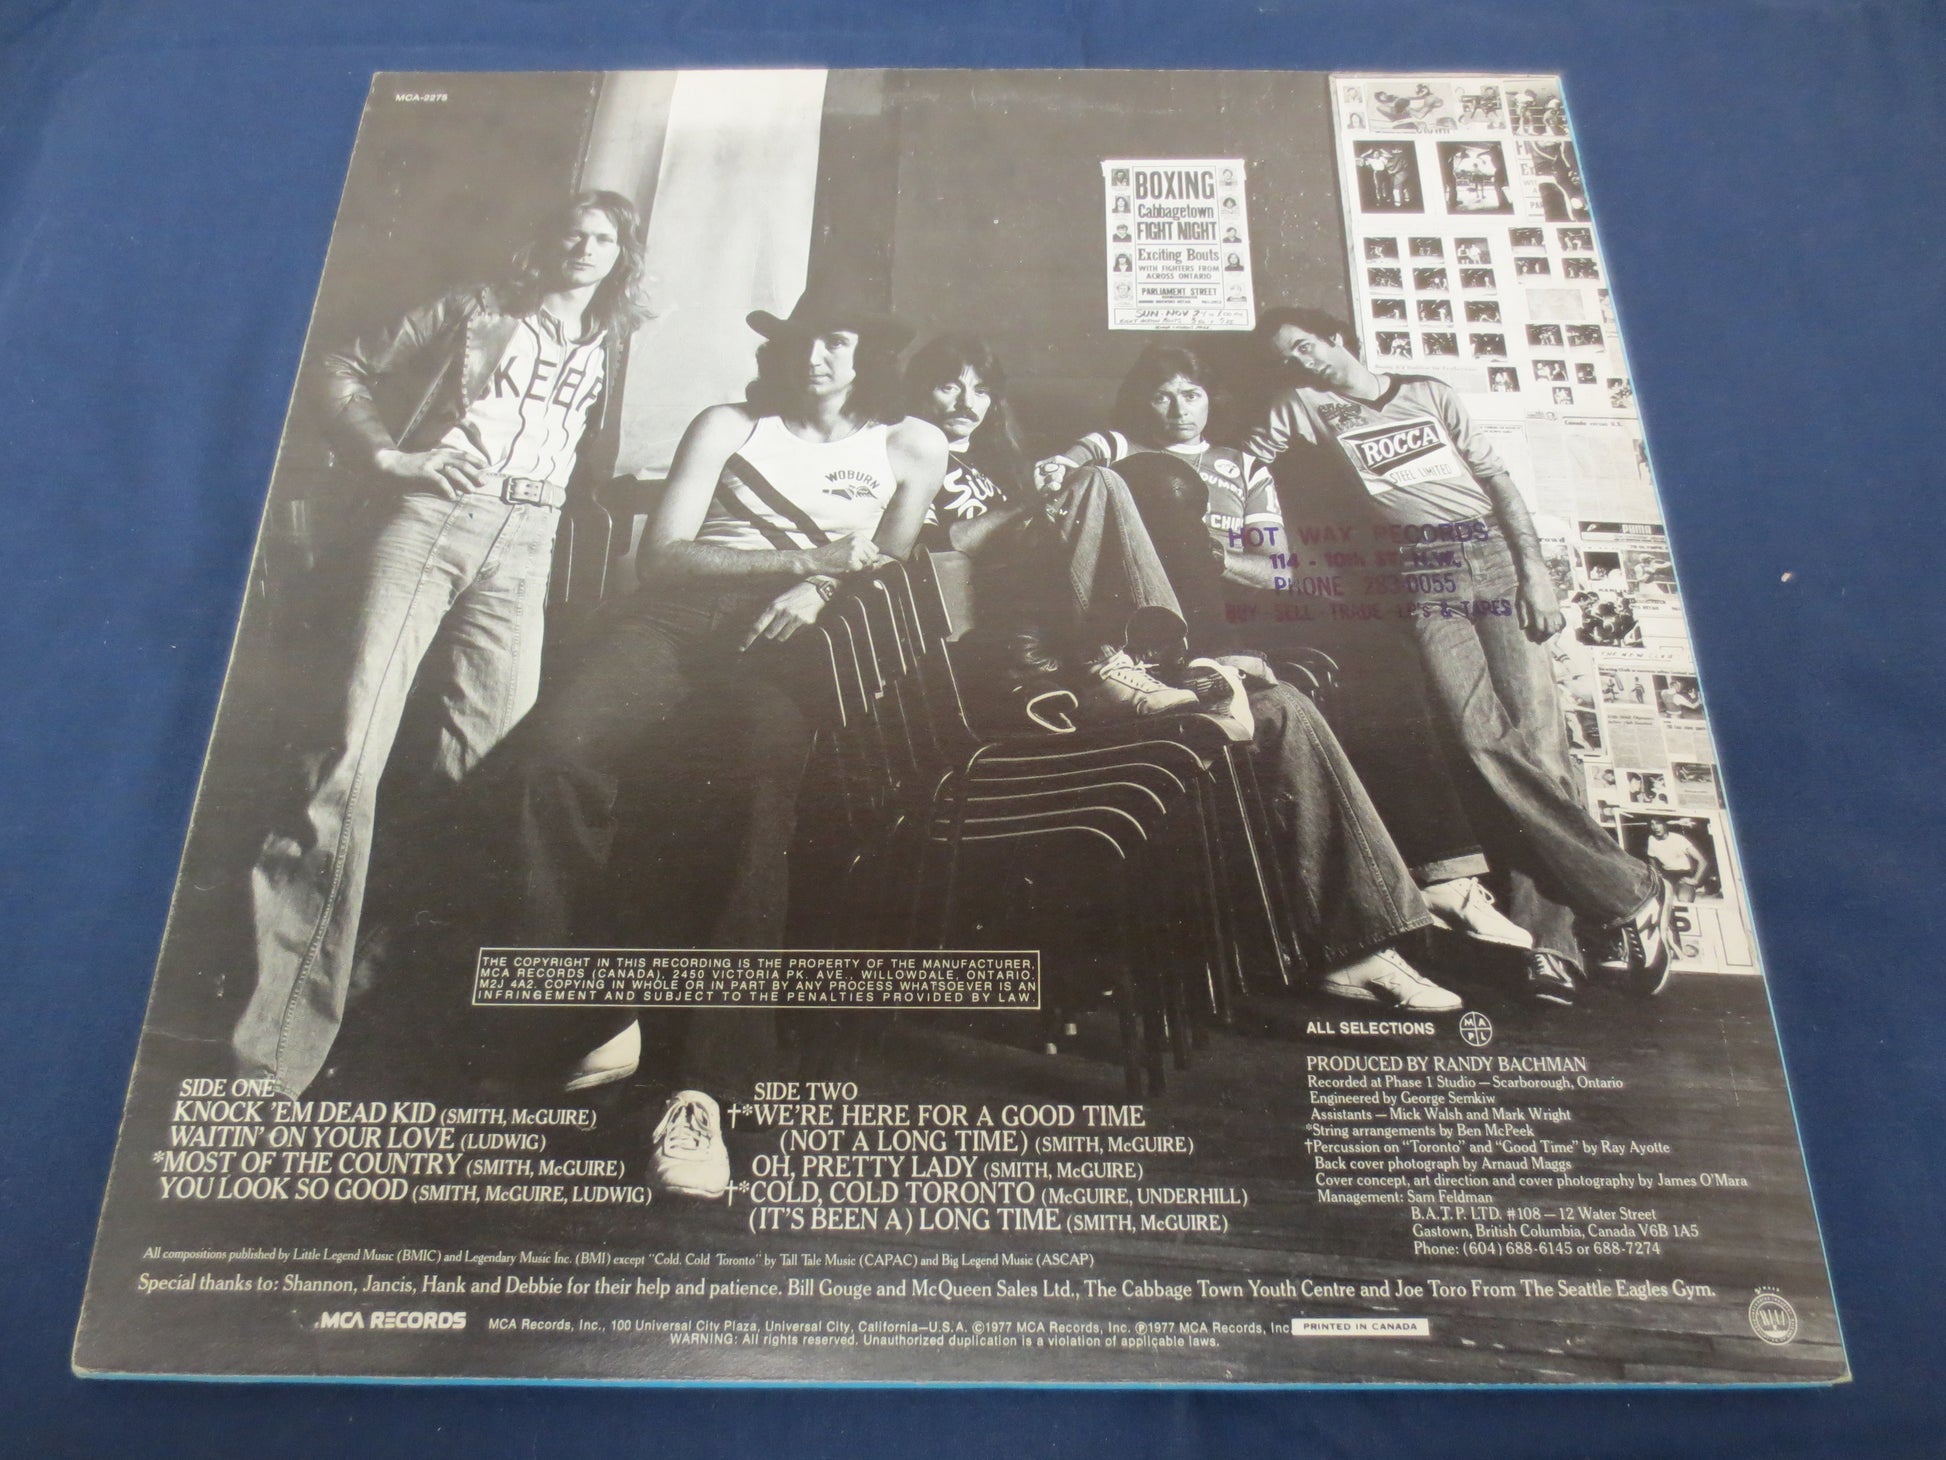 MCA-2275
BOXING
Cabbagetown
FIGHT NIGHT
Exciting Bouts
WITH FIGHTERS FROM
ACROSS ONTARIO
PARLIAMENT STREET
SUN. NOV
WOBURN
CHIPS
ROCCA
STEEL LIMITED
PUMA
HOT WAX RECORDS
114 - 10th ST. N.W.
PHONE 283-0055
BUY - SELL - TRADE LP'S & TAPES
THE COPYRIGHT IN THIS RECORDING IS THE PROPERTY OF THE MANUFACTURER,
MCA RECORDS (CANADA), 2450 VICTORIA PK. AVE., WILLOWDALE, ONTARIO.
M2J 4A2. COPYING IN WHOLE OR IN PART BY ANY PROCESS WHATSOEVER IS AN
INFRINGEMENT AND SUBJECT TO THE PENALTIES PROVIDED BY LAW.
SIDE ONE
KNOCK 'EM DEAD KID (SMITH, McGUIRE)
WAITIN' ON YOUR LOVE (LUDWIG)
*MOST OF THE COUNTRY (SMITH, McGUIRE)
YOU LOOK SO GOOD (SMITH, McGUIRE, LUDWIG)
SIDE TWO
†*WE'RE HERE FOR A GOOD TIME
(NOT A LONG TIME) (SMITH, McGUIRE)
OH, PRETTY LADY (SMITH, McGUIRE)
†*COLD, COLD TORONTO (McGUIRE, UNDERHILL)
(IT'S BEEN A) LONG TIME (SMITH, McGUIRE)
ALL SELECTIONS M A P L
PRODUCED BY RANDY BACHMAN
Recorded at Phase 1 Studio — Scarborough, Ontario
Engineered by George Semkiw
Assistants — Mick Walsh and Mark Wright
*String arrangements by Ben McPeek
†Percussion on "Toronto" and "Good Time" by Ray Ayotte
Back cover photograph by Arnaud Maggs
Cover concept, art direction and cover photography by James O'Mara
Management: Sam Feldman
B.A.T.P. LTD. #108 — 12 Water Street
Gastown, British Columbia, Canada V6B 1A5
Phone: (604) 688-6145 or 688-7274
All compositions published by Little Legend Music (BMIC) and Legendary Music Inc. (BMI) except "Cold, Cold Toronto" by Tall Tale Music (CAPAC) and Big Legend Music (ASCAP)
Special thanks to: Shannon, Jancis, Hank and Debbie for their help and patience. Bill Gouge and McQueen Sales Ltd., The Cabbage Town Youth Centre and Joe Toro From The Seattle Eagles Gym.
MCA RECORDS
MCA Records, Inc., 100 Universal City Plaza, Universal City, California—U.S.A. ©1977 MCA Records, Inc. ℗1977 MCA Records, Inc.
PRINTED IN CANADA
WARNING: All rights reserved. Unauthorized duplication is a violation of applicable laws.